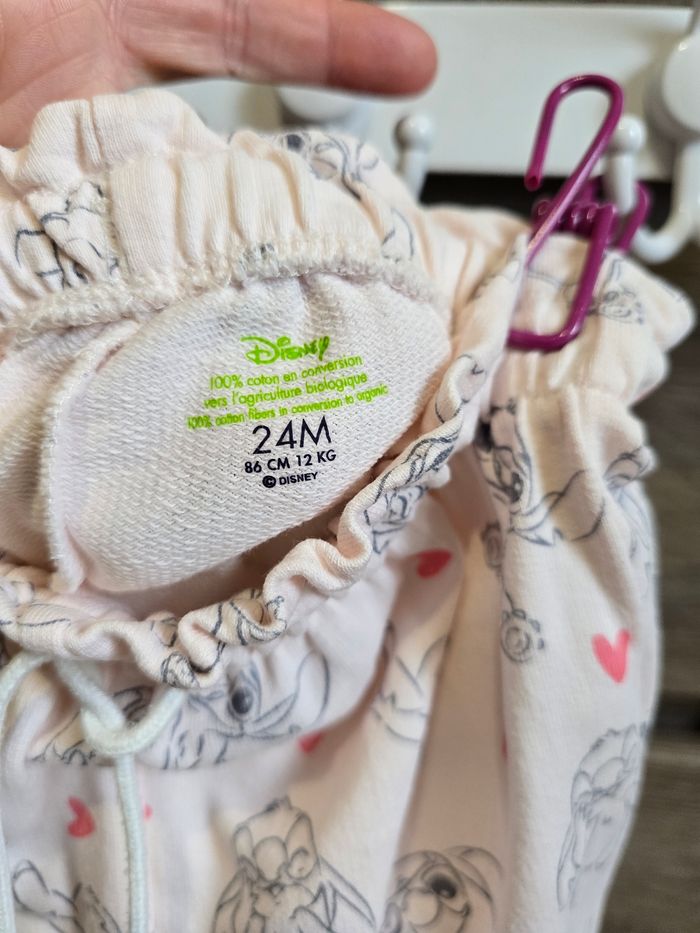 Disney
100% coton en conversion
vers l'agriculture biologique
100% cotton fibers in conversion to organic
24M
86 CM 12 KG
© DISNEY